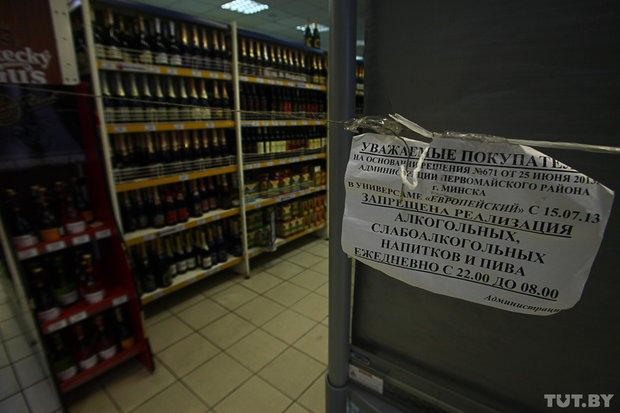 УВАЖАЕМЫЕ ПОКУПАТЕ
НА ОСНОВАНИИ РЕШЕНИЯ №671 ОТ 25 ИЮНЯ 201
АДМИНИСТРАЦИИ ПЕРВОМАЙСКОГО РАЙОНА
Г. МИНСКА
В УНИВЕРСАМЕ «ЕВРОПЕЙСКИЙ» С 15.07.13
ЗАПРЕЩЕНА РЕАЛИЗАЦИЯ
АЛКОГОЛЬНЫХ,
СЛАБОАЛКОГОЛЬНЫХ
НАПИТКОВ И ПИВА
ЕЖЕДНЕВНО С 22.00 ДО 08.00
Администрац
TUT.BY